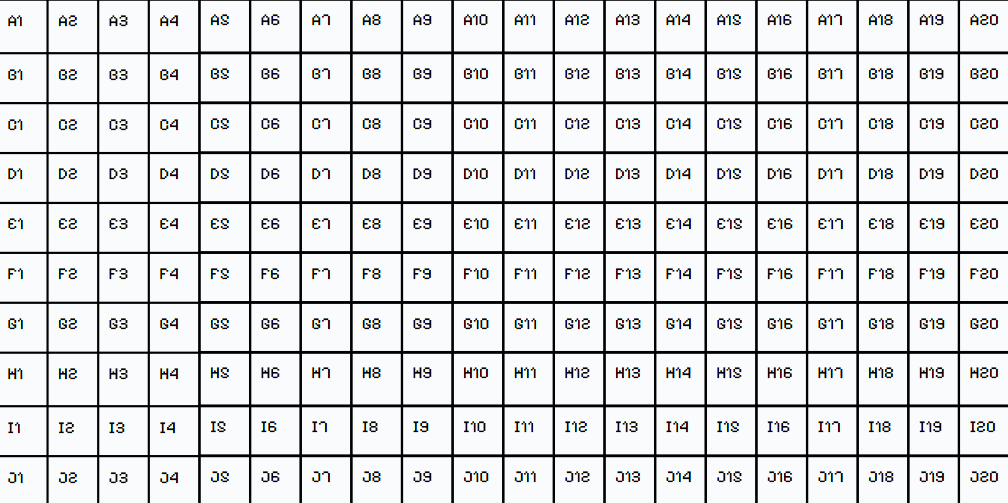 A1 A2 A3 A4 A5 A6 A7 A8 A9 A10 A11 A12 A13 A14 A15 A16 A17 A18 A19 A20
B1 B2 B3 B4 B5 B6 B7 B8 B9 B10 B11 B12 B13 B14 B15 B16 B17 B18 B19 B20
C1 C2 C3 C4 C5 C6 C7 C8 C9 C10 C11 C12 C13 C14 C15 C16 C17 C18 C19 C20
D1 D2 D3 D4 D5 D6 D7 D8 D9 D10 D11 D12 D13 D14 D15 D16 D17 D18 D19 D20
E1 E2 E3 E4 E5 E6 E7 E8 E9 E10 E11 E12 E13 E14 E15 E16 E17 E18 E19 E20
F1 F2 F3 F4 F5 F6 F7 F8 F9 F10 F11 F12 F13 F14 F15 F16 F17 F18 F19 F20
G1 G2 G3 G4 G5 G6 G7 G8 G9 G10 G11 G12 G13 G14 G15 G16 G17 G18 G19 G20
H1 H2 H3 H4 H5 H6 H7 H8 H9 H10 H11 H12 H13 H14 H15 H16 H17 H18 H19 H20
I1 I2 I3 I4 I5 I6 I7 I8 I9 I10 I11 I12 I13 I14 I15 I16 I17 I18 I19 I20
J1 J2 J3 J4 J5 J6 J7 J8 J9 J10 J11 J12 J13 J14 J15 J16 J17 J18 J19 J20